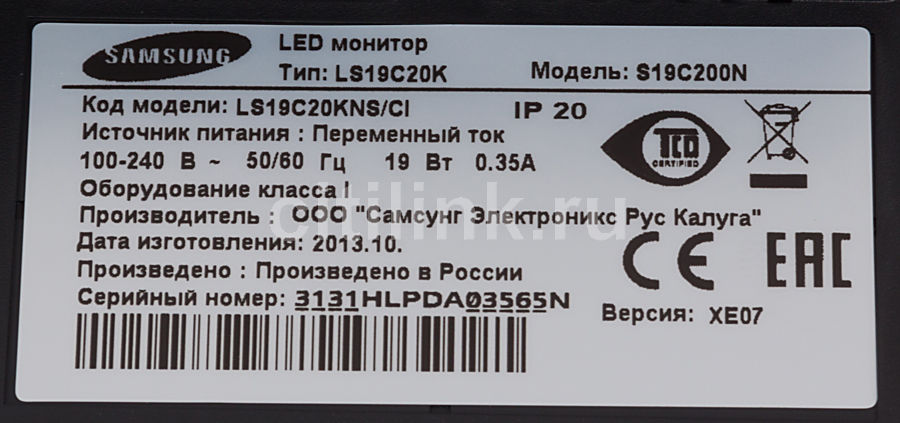 SAMSUNG
LED монитор
Тип: LS19C20K Модель: S19C200N
Код модели: LS19C20KNS/CI IP 20
Источник питания : Переменный ток
100-240 В ~ 50/60 Гц 19 Вт 0.35A
TCO
CERTIFIED
Оборудование класса I
citilink.ru
Производитель : ООО "Самсунг Электроникс Рус Калуга"
Дата изготовления: 2013.10.
Произведено : Произведено в России
CE EAC
Серийный номер: 3131HLPDA03565N
Версия: XE07